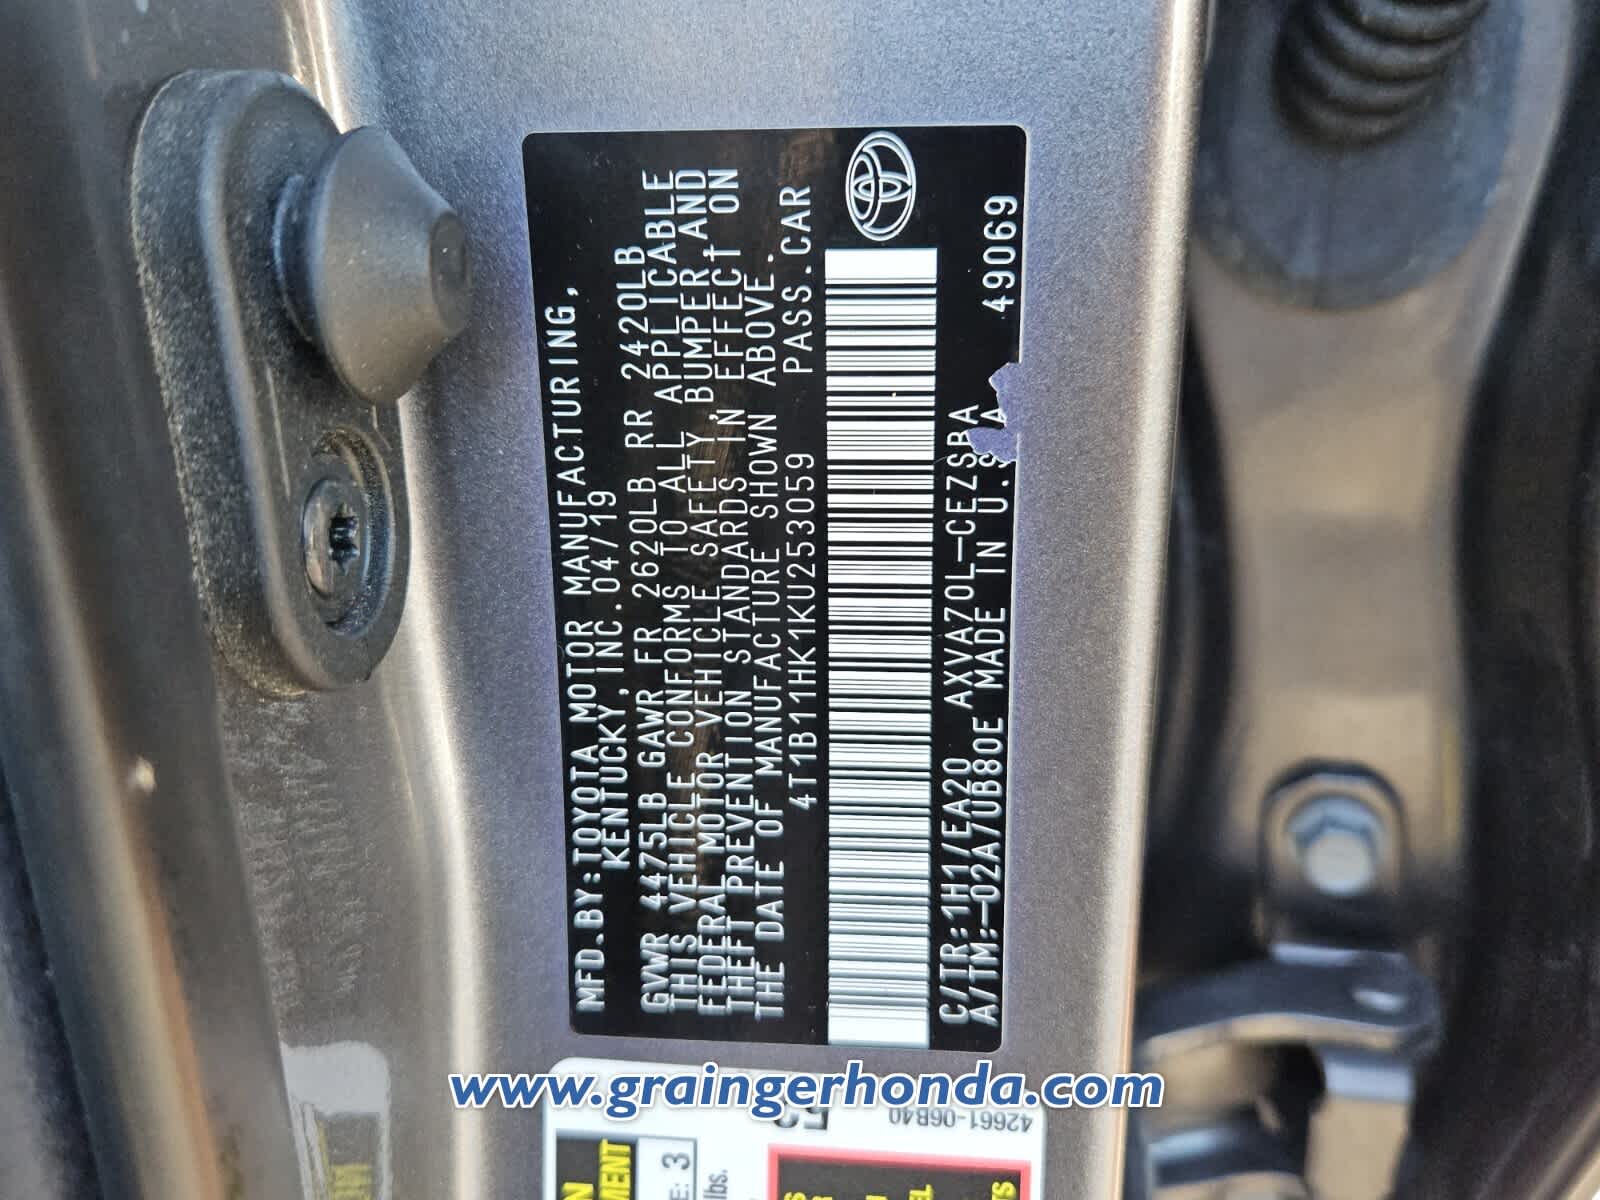 MFD.BY:TOYOTA MOTOR MANUFACTURING,
KENTUCKY, INC. 04/19
GVWR 4475LB GAWR FR 2620LB RR 2420LB
THIS VEHICLE CONFORMS TO ALL APPLICABLE
FEDERAL MOTOR VEHICLE SAFETY, BUMPER AND
THEFT PREVENTION STANDARDS IN EFFECT ON
THE DATE OF MANUFACTURE SHOWN ABOVE.
4T1B11HK1KU253059 PASS.CAR
C/TR:1H1/EA20 AXVA70L-CEZSBA 49069
A/TM:-02A/UB80E MADE IN U.S.A
www.graingerhonda.com
42661-06B40
3
lbs.